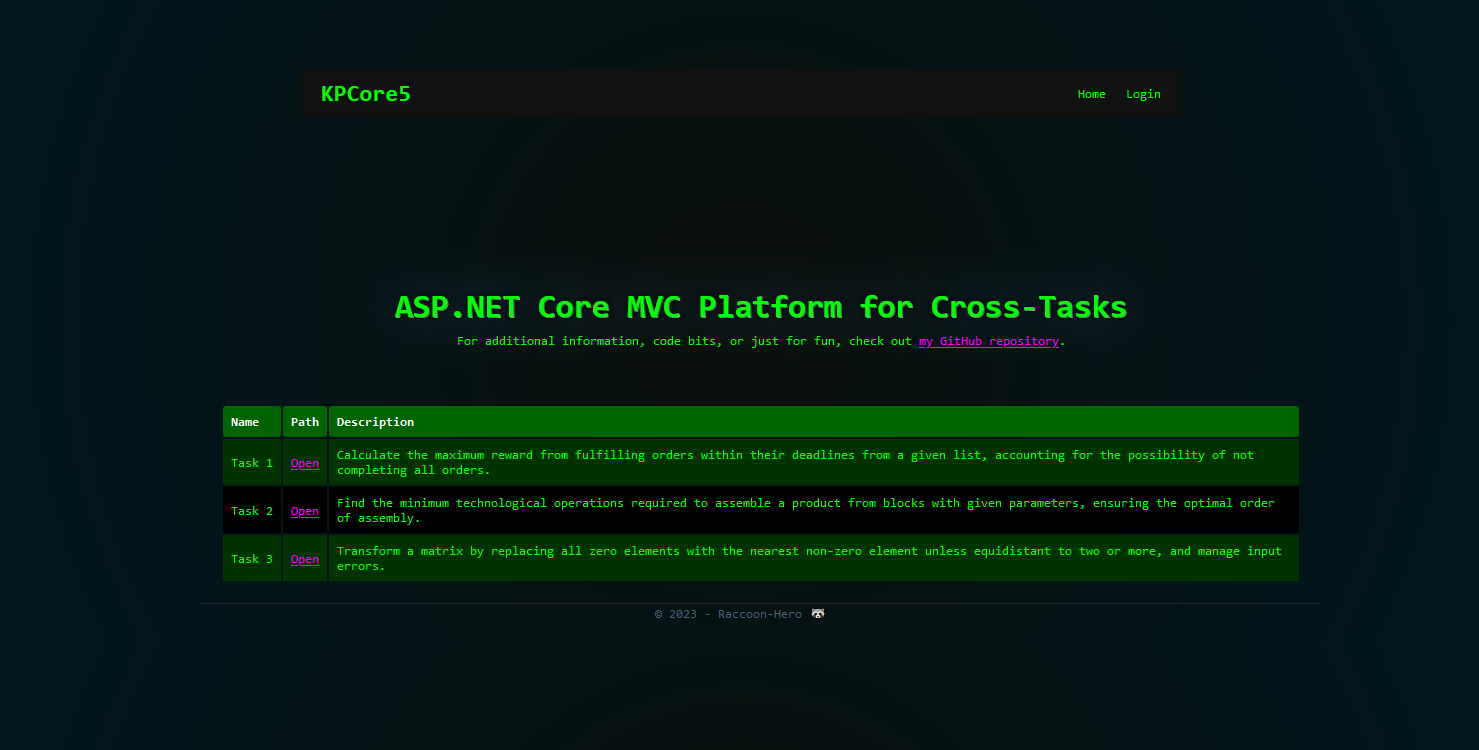 KPCore5
Home Login
ASP.NET Core MVC Platform for Cross-Tasks
For additional information, code bits, or just for fun, check out my GitHub repository.
Name Path Description
Task 1 Open Calculate the maximum reward from fulfilling orders within their deadlines from a given list, accounting for the possibility of not
completing all orders.
Task 2 Open Find the minimum technological operations required to assemble a product from blocks with given parameters, ensuring the optimal order
of assembly.
Task 3 Open Transform a matrix by replacing all zero elements with the nearest non-zero element unless equidistant to two or more, and manage input
errors.
© 2023 - Raccoon-Hero 🦝